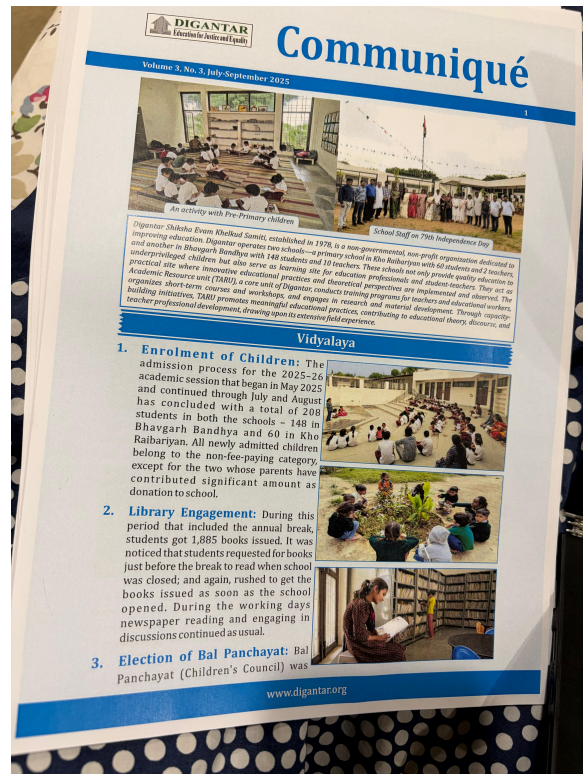 DIGANTAR
Education for Justice and Equality
Communiqué
Volume 3, No. 3, July-September 2025
1
An activity with Pre-Primary children
School Staff on 79th Independence Day
Digantar Shiksha Evam Khelkud Samiti, established in 1978, is a non-governmental, non-profit organization dedicated to
improving education. Digantar operates two schools—a primary school in Kho Raibaripan with 60 students and 2 teachers,
and another in Bhavgarh Bandhya with 148 students and 10 teachers. These schools not only provide quality education to
underprivileged children but also serve as learning site for education professionals and student-teachers. They act as
practical site where innovative educational practices and theoretical perspectives are implemented and observed. The
Academic Resource unit (TARU), a core unit of Digantar, conducts training programs for teachers and educational workers,
organizes short-term courses and workshops, and engages in research and material development. Through capacity-
building initiatives, TARU promotes meaningful educational practices, contributing to educational theory, discourse, and
teacher professional development, drawing upon its extensive field experience.
Vidyalaya
1. Enrolment of Children: The
admission process for the 2025–26
academic session that began in May 2025
and continued through July and August
has concluded with a total of 208
students in both the schools – 148 in
Bhavgarh Bandhya and 60 in Kho
Raibariyan. All newly admitted children
belong to the non-fee-paying category,
except for the two whose parents have
contributed significant amount as
donation to school.
2. Library Engagement: During this
period that included the annual break,
students got 1,885 books issued. It was
noticed that students requested for books
just before the break to read when school
was closed; and again, rushed to get the
books issued as soon as the school
opened. During the working days
newspaper reading and engaging in
discussions continued as usual.
3. Election of Bal Panchayat: Bal
Panchayat (Children's Council) was
www.digantar.org